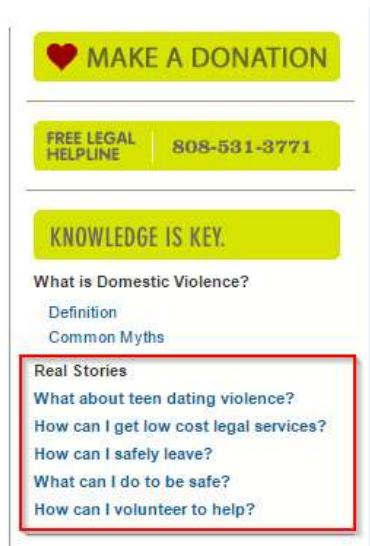 MAKE A DONATION
FREE LEGAL
HELPLINE
808-531-3771
KNOWLEDGE IS KEY.
What is Domestic Violence?
Definition
Common Myths
Real Stories
What about teen dating violence?
How can I get low cost legal services?
How can I safely leave?
What can I do to be safe?
How can I volunteer to help?